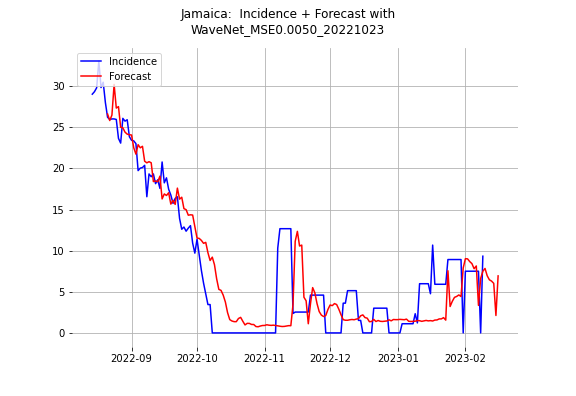 Jamaica:  Incidence + Forecast with
WaveNet_MSE0.0050_20221023
Incidence
Forecast
30
25
20
15
10
5
0
2022-09 2022-10 2022-11 2022-12 2023-01 2023-02